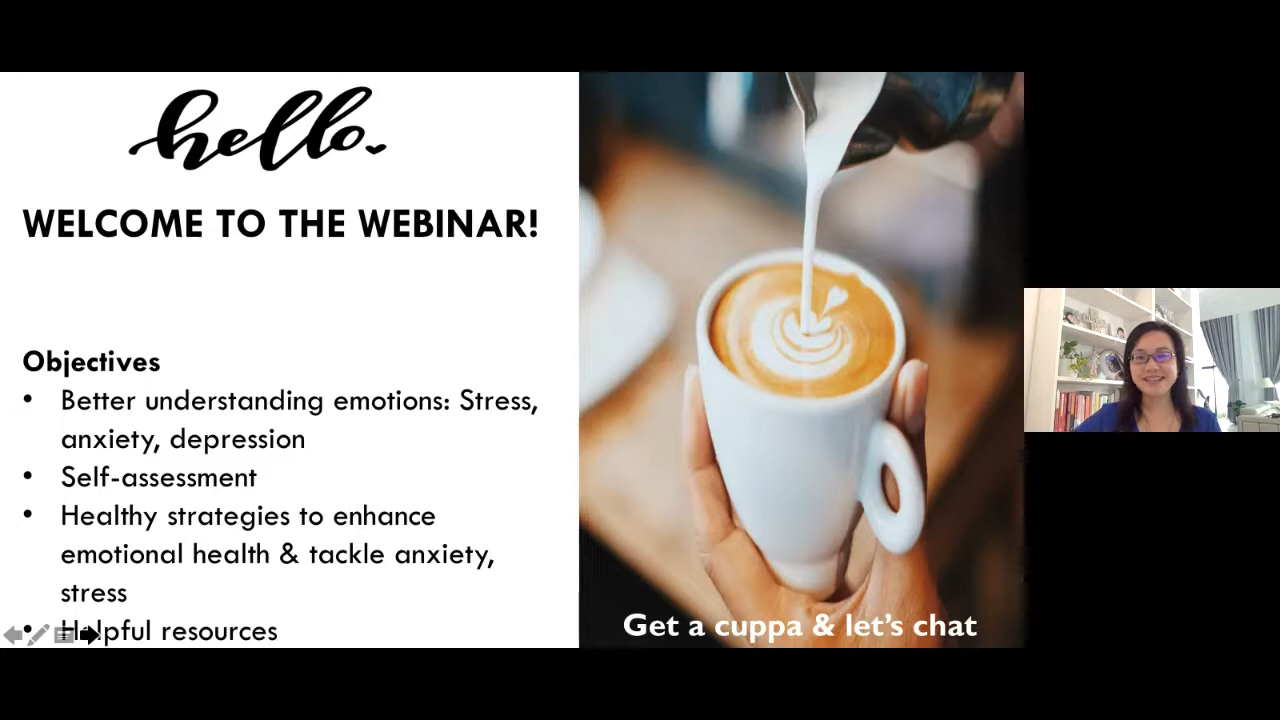 hello.
WELCOME TO THE WEBINAR!
Objectives
• Better understanding emotions: Stress,
anxiety, depression
• Self-assessment
• Healthy strategies to enhance
emotional health & tackle anxiety,
stress
• Helpful resources
Get a cuppa & let's chat